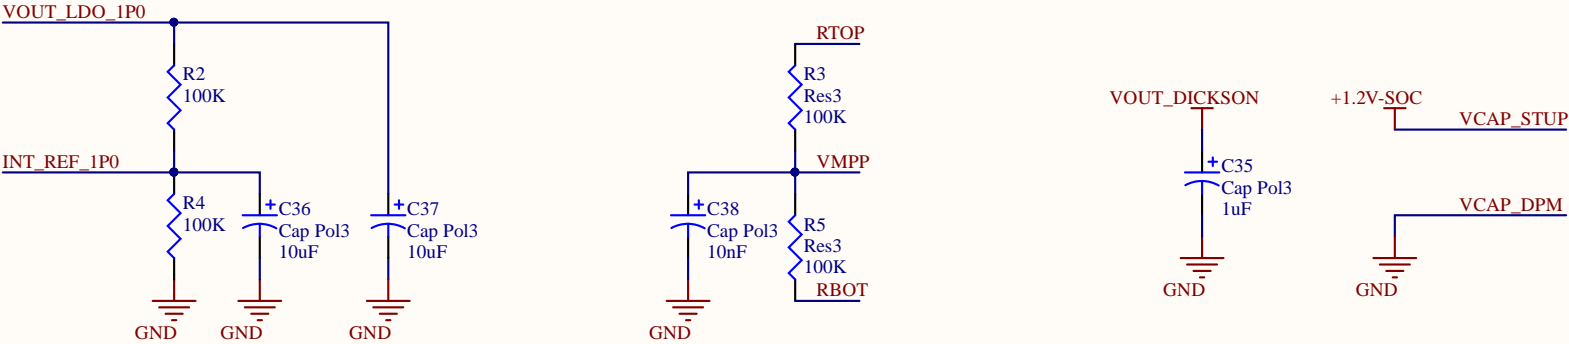 VOUT_LDO_1P0
R2
100K
INT_REF_1P0
R4
100K
C36
Cap Pol3
10uF
C37
Cap Pol3
10uF
GND
GND
GND
RTOP
R3
Res3
100K
VMPP
C38
Cap Pol3
10nF
R5
Res3
100K
RBOT
GND
VOUT_DICKSON
C35
Cap Pol3
1uF
GND
+1.2V-SOC
VCAP_STUP
VCAP_DPM
GND